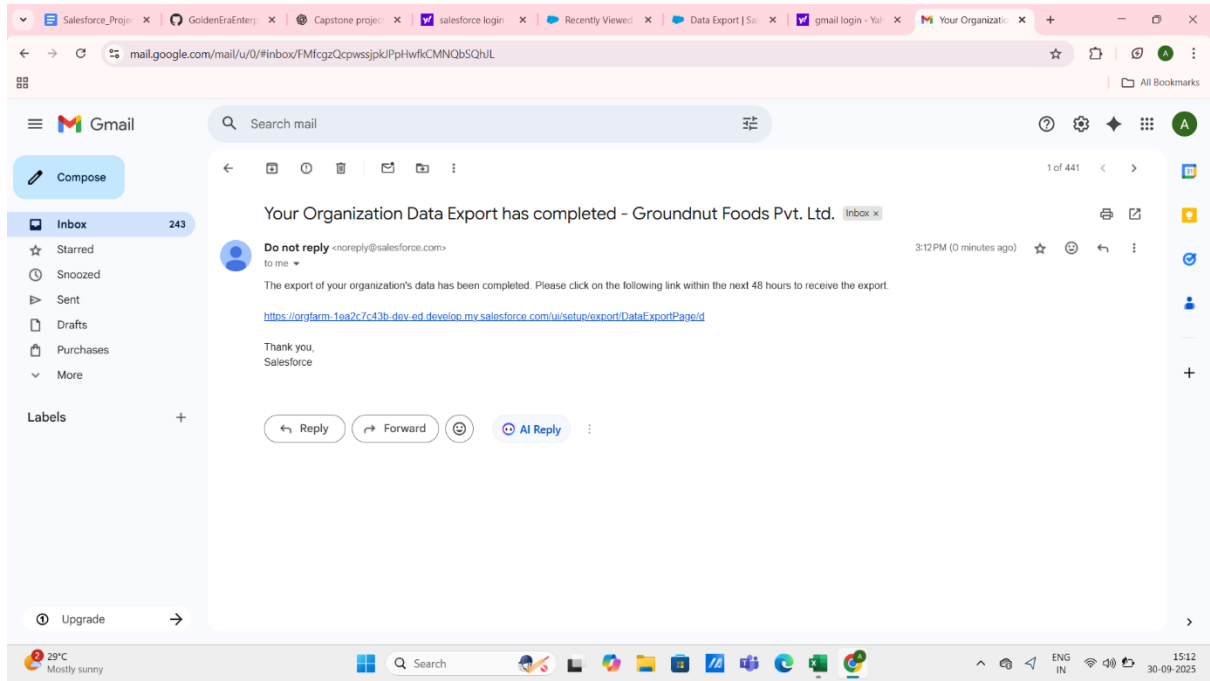 Salesforce_Projec
GoldenEraEnterp
Capstone project
salesforce login -
Recently Viewed
Data Export | Sal
gmail login - Yah
Your Organizatio
mail.google.com/mail/u/0/#inbox/FMfcgzQcpwssjpkJPpHwfkCMNQbSQhJL
A
All Bookmarks
Gmail
Search mail
A
Compose
1 of 441
31
Your Organization Data Export has completed - Groundnut Foods Pvt. Ltd.
Inbox ×
Inbox 243
Do not reply <noreply@salesforce.com>
3:12 PM (0 minutes ago)
to me
Starred
Snoozed
The export of your organization's data has been completed. Please click on the following link within the next 48 hours to receive the export.
Sent
https://orgfarm-1ea2c7c43b-dev-ed.develop.my.salesforce.com/ui/setup/export/DataExportPage/d
Drafts
Purchases
Thank you,
Salesforce
More
Labels
Reply
Forward
AI Reply
Upgrade
2
29°C
Mostly sunny
Search
ENG
IN
15:12
30-09-2025